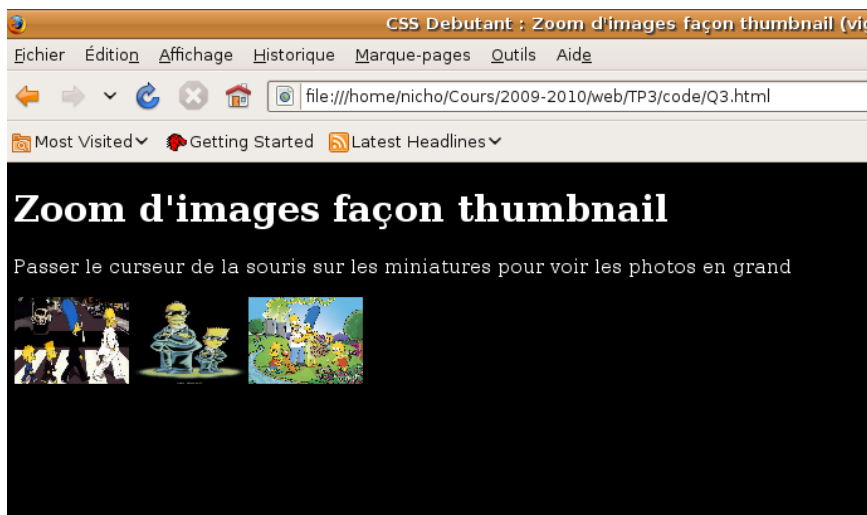 CSS Debutant : Zoom d'images façon thumbnail (vig
Fichier Édition Affichage Historique Marque-pages Outils Aide
file:///home/nicho/Cours/2009-2010/web/TP3/code/Q3.html
Most Visited Getting Started Latest Headlines
Zoom d'images façon thumbnail
Passer le curseur de la souris sur les miniatures pour voir les photos en grand